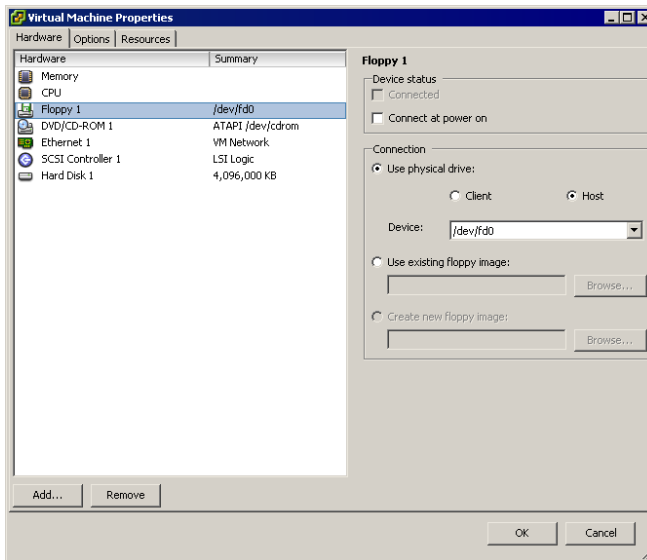 Virtual Machine Properties
Hardware Options Resources
Hardware Summary
Memory
CPU
Floppy 1 /dev/fd0
DVD/CD-ROM 1 ATAPI /dev/cdrom
Ethernet 1 VM Network
SCSI Controller 1 LSI Logic
Hard Disk 1 4,096,000 KB
Add... Remove
Floppy 1
Device status
Connected
Connect at power on
Connection
Use physical drive:
Client Host
Device: /dev/fd0
Use existing floppy image:
Browse...
Create new floppy image:
Browse...
OK Cancel